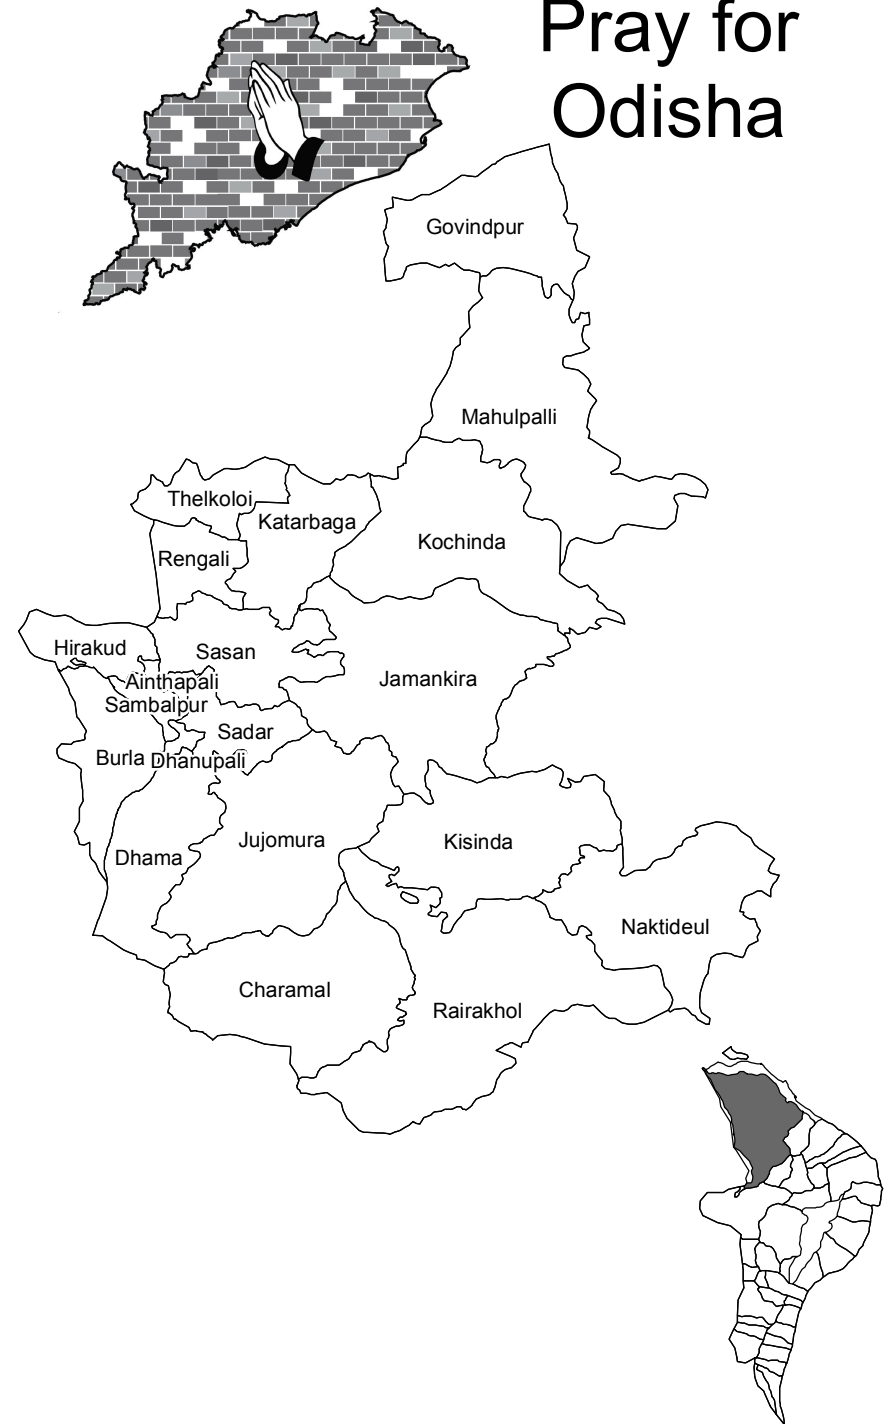 Pray for
Odisha
Govindpur
Mahulpalli
Thelkoloi
Katarbaga
Kochinda
Rengali
Hirakud
Sasan
Jamankira
Ainthapali
Sambalpur
Sadar
Burla
Dhanupali
Jujomura
Kisinda
Dhama
Naktideul
Charamal
Rairakhol